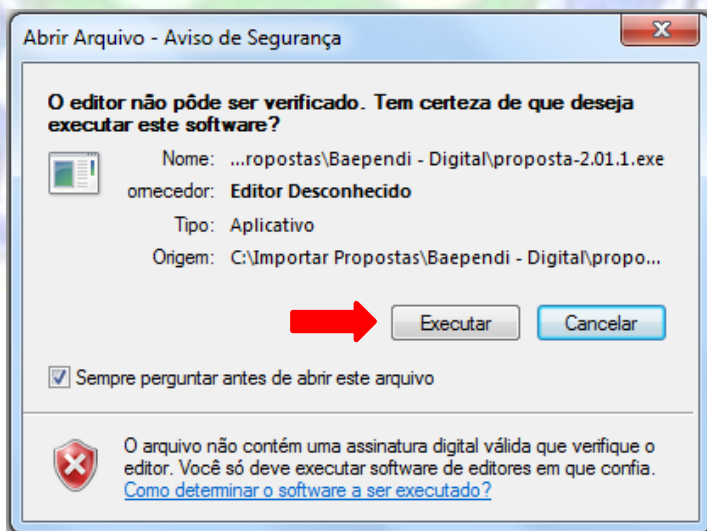 Abrir Arquivo - Aviso de Segurança
O editor não pôde ser verificado. Tem certeza de que deseja
executar este software?
Nome: ...ropostas\Baependi - Digital\proposta-2.01.1.exe
omecedor: Editor Desconhecido
Tipo: Aplicativo
Origem: C:\Importar Propostas\Baependi - Digital\propo...
Executar Cancelar
Sempre perguntar antes de abrir este arquivo
O arquivo não contém uma assinatura digital válida que verifique o
editor. Você só deve executar software de editores em que confia.
Como determinar o software a ser executado?